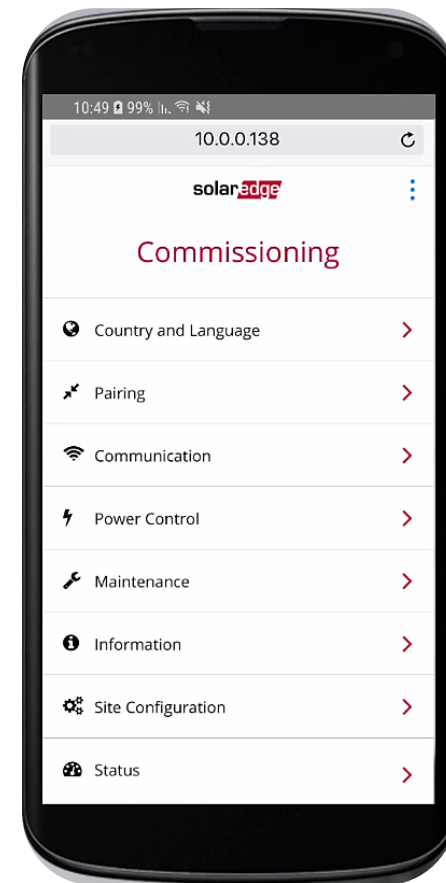 10:49 99%
10.0.0.138
solaredge
Commissioning
Country and Language
Pairing
Communication
Power Control
Maintenance
Information
Site Configuration
Status